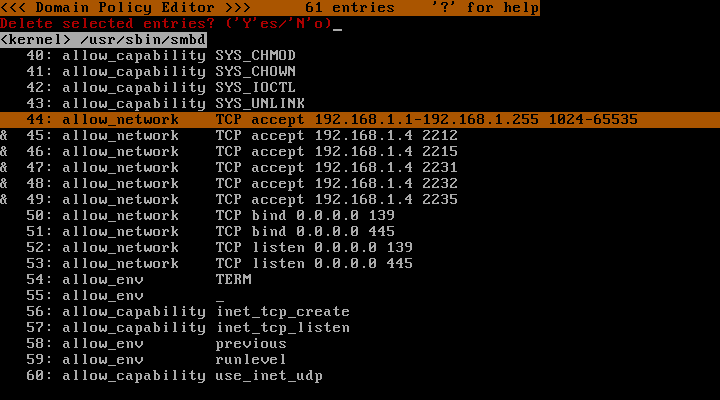 <<< Domain Policy Editor >>>      61 entries    '?' for help
Delete selected entries? ('Y'es/'N'o)_
<kernel> /usr/sbin/smbd
   40: allow_capability SYS_CHMOD
   41: allow_capability SYS_CHOWN
   42: allow_capability SYS_IOCTL
   43: allow_capability SYS_UNLINK
   44: allow_network    TCP accept 192.168.1.1-192.168.1.255 1024-65535
&  45: allow_network    TCP accept 192.168.1.4 2212
&  46: allow_network    TCP accept 192.168.1.4 2215
&  47: allow_network    TCP accept 192.168.1.4 2231
&  48: allow_network    TCP accept 192.168.1.4 2232
&  49: allow_network    TCP accept 192.168.1.4 2235
   50: allow_network    TCP bind 0.0.0.0 139
   51: allow_network    TCP bind 0.0.0.0 445
   52: allow_network    TCP listen 0.0.0.0 139
   53: allow_network    TCP listen 0.0.0.0 445
   54: allow_env        TERM
   55: allow_env        _
   56: allow_capability inet_tcp_create
   57: allow_capability inet_tcp_listen
   58: allow_env        previous
   59: allow_env        runlevel
   60: allow_capability use_inet_udp